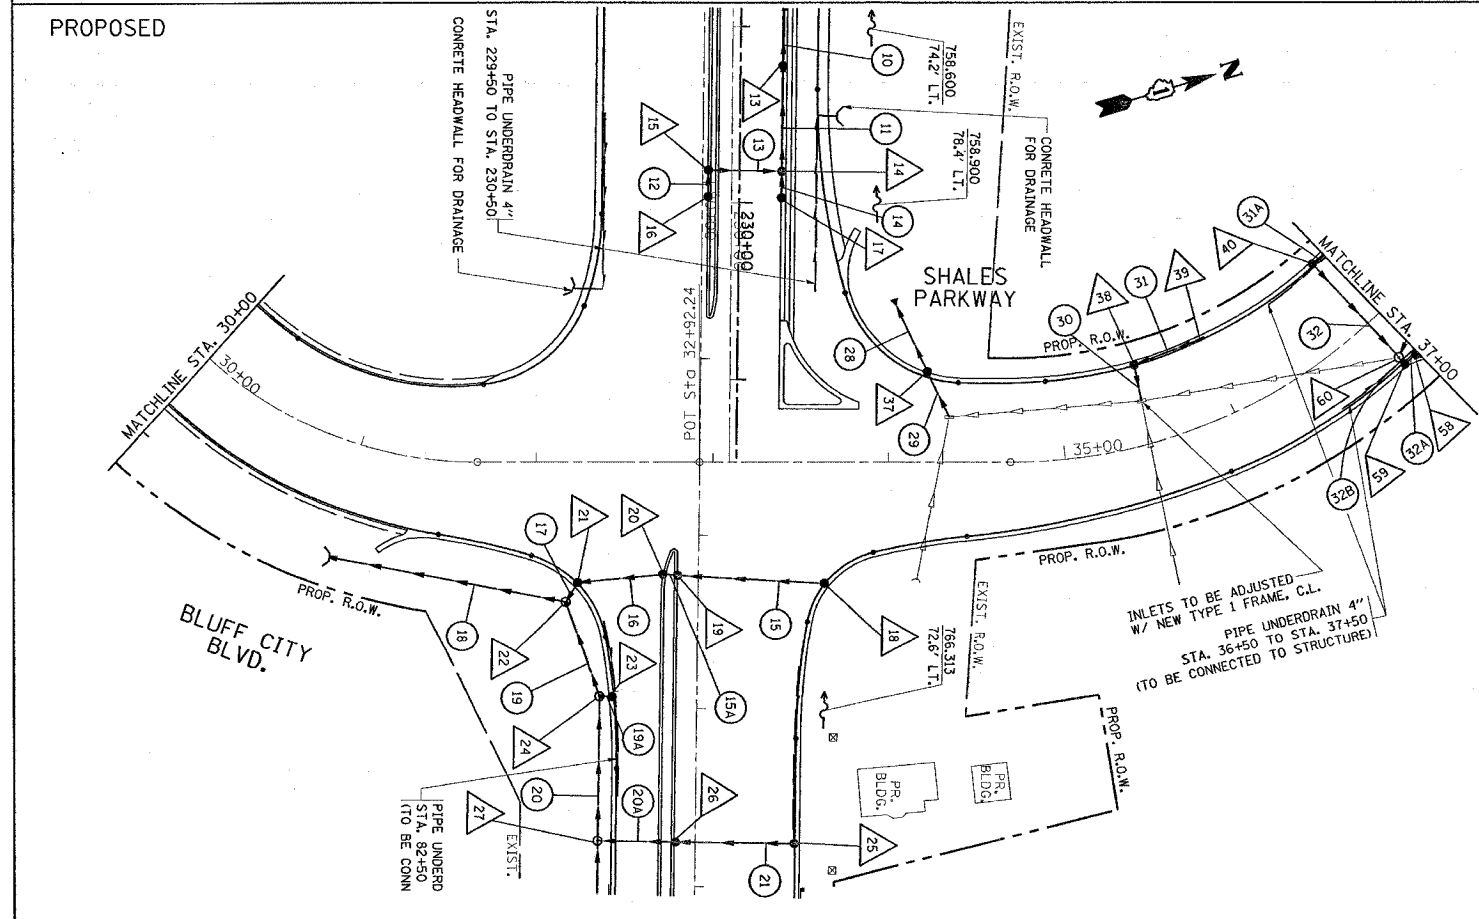 PROPOSED
STA. 229+50 TO STA. 230+50
PIPE UNDERDRAIN 4"
CONRETE HEADWALL FOR DRAINAGE
758.600
74.2' LT.
EXIST. R.O.W.
CONRETE HEADWALL
FOR DRAINAGE
758.900
78.4' LT.
N
10
13
11
15
13
14
12
14
16
17
230+00
POT Sta 32+92.24
SHALES
PARKWAY
31A
40
MATCHLINE STA. 37+00
39
31
38
30
32
PROP. R.O.W.
28
37
29
60
58
32A
59
32B
35+00
MATCHLINE STA. 30+00
30+00
17
21
20
PROP. R.O.W.
PROP. R.O.W.
18
BLUFF CITY
BLVD.
22
16
19
15
18
EXIST. R.O.W.
766.313
72.6' LT.
INLETS TO BE ADJUSTED
W/ NEW TYPE 1 FRAME, C.L.
PIPE UNDERDRAIN 4"
STA. 36+50 TO STA. 37+50
(TO BE CONNECTED TO STRUCTURE)
19
23
24
19A
15A
PROP. R.O.W.
PR.
BLDG.
PR.
BLDG.
20
20A
26
27
25
21
EXIST.
PIPE UNDERD
STA. 82+50
(TO BE CONN